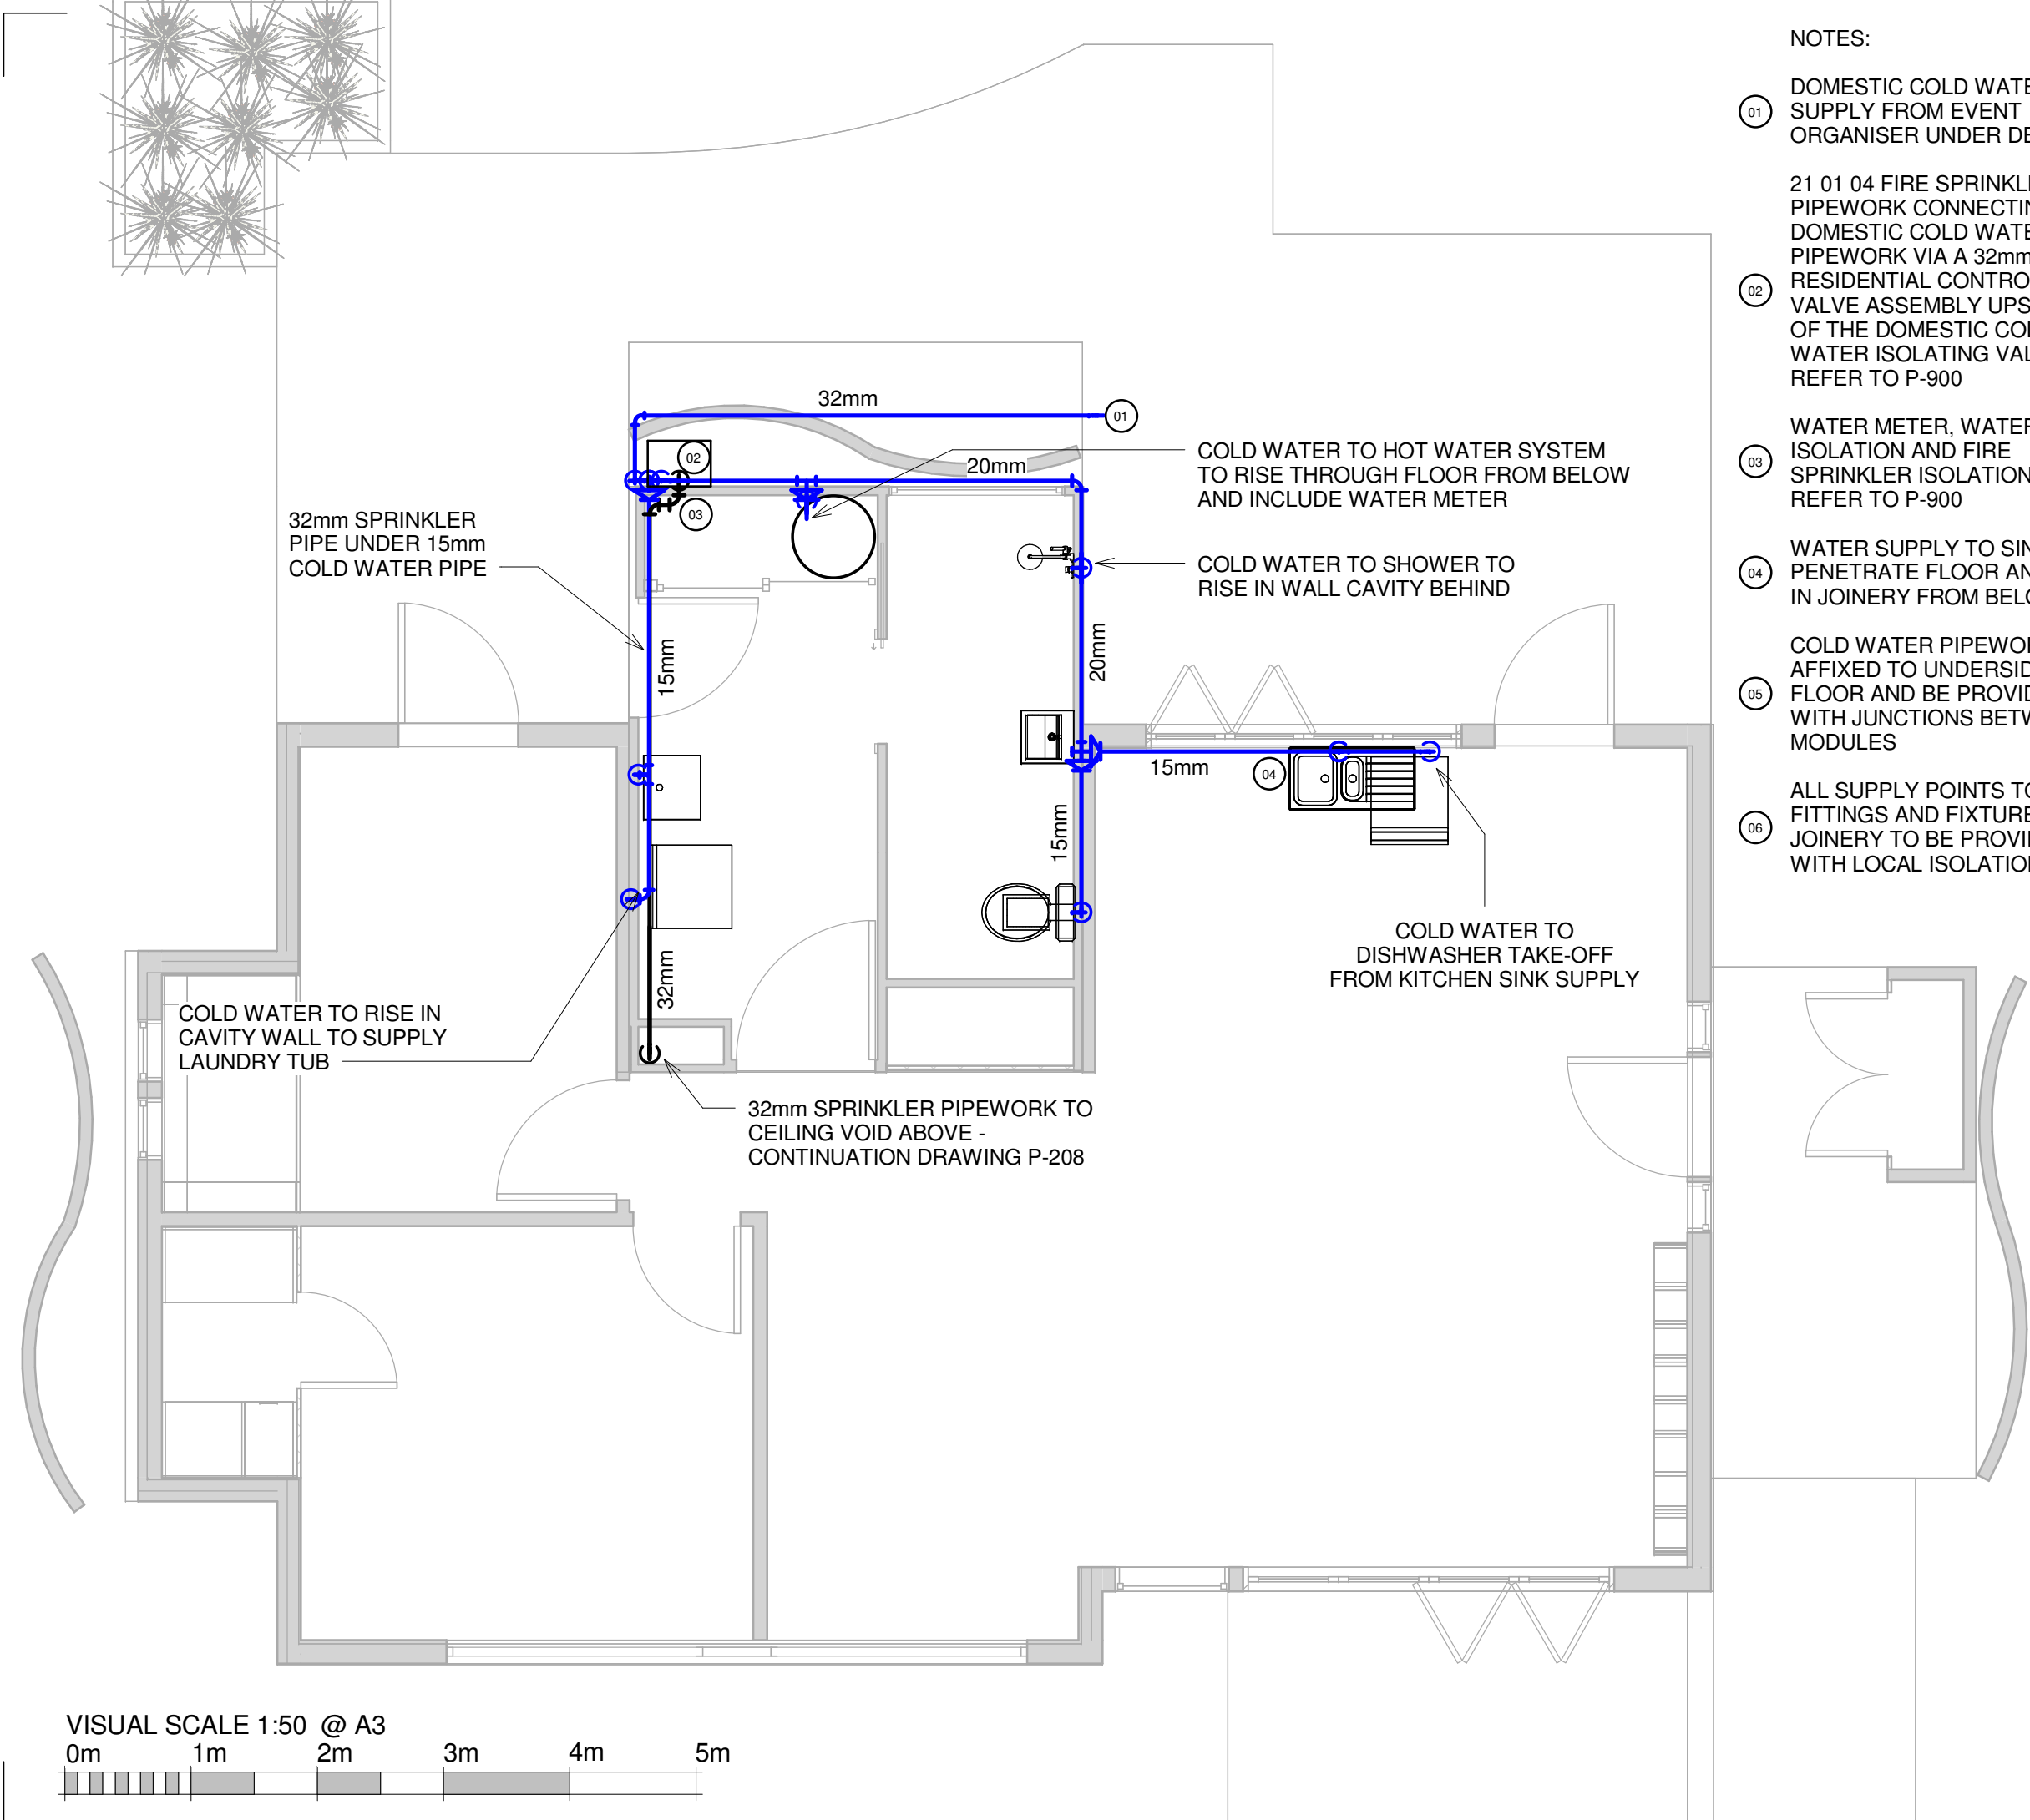 NOTES:
01
DOMESTIC COLD WATE
SUPPLY FROM EVENT
ORGANISER UNDER DE
02
21 01 04 FIRE SPRINKL
PIPEWORK CONNECTIN
DOMESTIC COLD WATE
PIPEWORK VIA A 32mm
RESIDENTIAL CONTRO
VALVE ASSEMBLY UPS
OF THE DOMESTIC CO
WATER ISOLATING VAL
REFER TO P-900
03
WATER METER, WATER
ISOLATION AND FIRE
SPRINKLER ISOLATION
REFER TO P-900
04
WATER SUPPLY TO SIN
PENETRATE FLOOR AN
IN JOINERY FROM BELO
05
COLD WATER PIPEWO
AFFIXED TO UNDERSID
FLOOR AND BE PROVID
WITH JUNCTIONS BETW
MODULES
06
ALL SUPPLY POINTS TO
FITTINGS AND FIXTURE
JOINERY TO BE PROVI
WITH LOCAL ISOLATION
32mm
01
02
20mm
03
COLD WATER TO HOT WATER SYSTEM
TO RISE THROUGH FLOOR FROM BELOW
AND INCLUDE WATER METER
32mm SPRINKLER
PIPE UNDER 15mm
COLD WATER PIPE
COLD WATER TO SHOWER TO
RISE IN WALL CAVITY BEHIND
15mm
20mm
15mm
04
15mm
COLD WATER TO
DISHWASHER TAKE-OFF
FROM KITCHEN SINK SUPPLY
32mm
COLD WATER TO RISE IN
CAVITY WALL TO SUPPLY
LAUNDRY TUB
32mm SPRINKLER PIPEWORK TO
CEILING VOID ABOVE -
CONTINUATION DRAWING P-208
VISUAL SCALE 1:50 @ A3
0m 1m 2m 3m 4m 5m